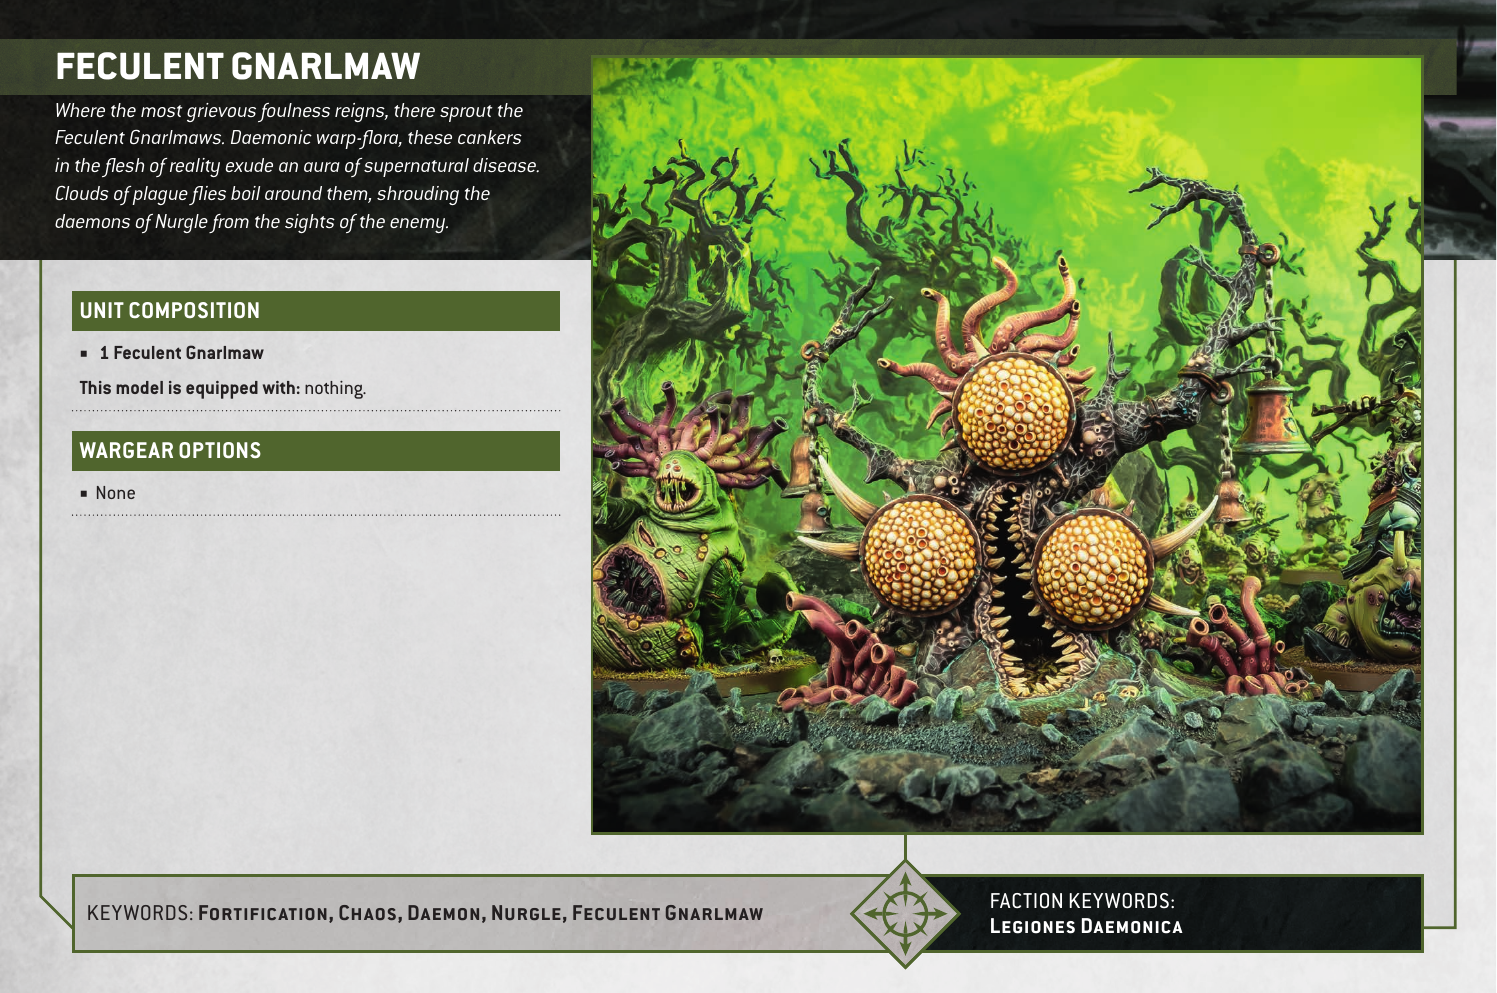 FECULENT GNARLMAW
Where the most grievous foulness reigns, there sprout the
Feculent Gnarlmaws. Daemonic warp-flora, these cankers
in the flesh of reality exude an aura of supernatural disease.
Clouds of plague flies boil around them, shrouding the
daemons of Nurgle from the sights of the enemy.
UNIT COMPOSITION
▪ 1 Feculent Gnarlmaw
This model is equipped with: nothing.
WARGEAR OPTIONS
▪ None
KEYWORDS: Fortification, Chaos, Daemon, Nurgle, Feculent Gnarlmaw
FACTION KEYWORDS:
Legiones Daemonica